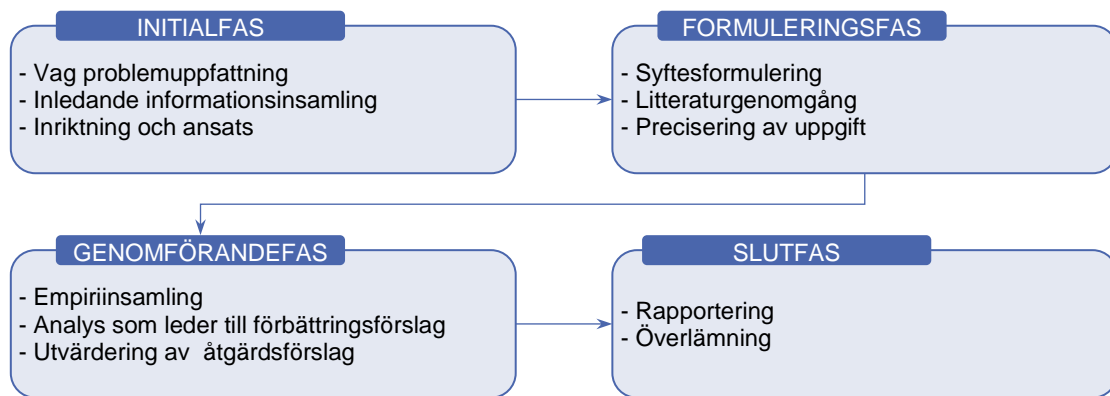 INITIALFAS
- Vag problemuppfattning
- Inledande informationsinsamling
- Inriktning och ansats
FORMULERINGSFAS
- Syftesformulering
- Litteraturgenomgång
- Precisering av uppgift
GENOMFÖRANDEFAS
- Empiriinsamling
- Analys som leder till förbättringsförslag
- Utvärdering av  åtgärdsförslag
SLUTFAS
- Rapportering
- Överlämning